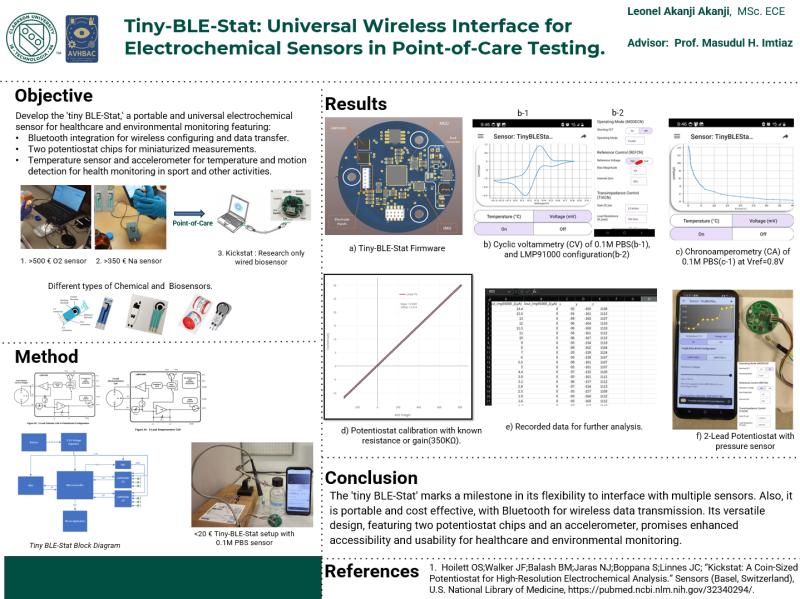 Tiny-BLE-Stat: Universal Wireless Interface for
Electrochemical Sensors in Point-of-Care Testing.
Leonel Akanji Akanji, MSc. ECE
Advisor: Prof. Masudul H. Imtiaz
AVHBAC
Objective
Develop the 'tiny BLE-Stat,' a portable and universal electrochemical
sensor for healthcare and environmental monitoring featuring:
• Bluetooth integration for wireless configuring and data transfer.
• Two potentiostat chips for miniaturized measurements.
• Temperature sensor and accelerometer for temperature and motion
detection for health monitoring in sport and other activities.
Point-of-Care
1. >500 € O2 sensor
2. >350 € Na sensor
3. Kickstat : Research only
wired biosensor
Different types of Chemical and Biosensors.
Method
Tiny BLE-Stat Block Diagram
<20 € Tiny-BLE-Stat setup with
0.1M PBS sensor
Results
a) Tiny-BLE-Stat Firmware
b-1
b-2
Sensor: TinyBLESta...
Temperature (°C)
Voltage (mV)
On
Off
b) Cyclic voltammetry (CV) of 0.1M PBS(b-1),
and LMP91000 configuration(b-2)
Sensor: TinyBLESta...
Temperature (°C)
Voltage (mV)
On
Off
c) Chronoamperometry (CA) of
0.1M PBS(c-1) at Vref=0.8V
d) Potentiostat calibration with known
resistance or gain(350KΩ).
e) Recorded data for further analysis.
f) 2-Lead Potentiostat with
pressure sensor
Conclusion
The 'tiny BLE-Stat' marks a milestone in its flexibility to interface with multiple sensors. Also, it
is portable and cost effective, with Bluetooth for wireless data transmission. Its versatile
design, featuring two potentiostat chips and an accelerometer, promises enhanced
accessibility and usability for healthcare and environmental monitoring.
References
1. Hoilett OS;Walker JF;Balash BM;Jaras NJ;Boppana S;Linnes JC; "Kickstat: A Coin-Sized
Potentiostat for High-Resolution Electrochemical Analysis." Sensors (Basel, Switzerland),
U.S. National Library of Medicine, https://pubmed.ncbi.nlm.nih.gov/32340294/.